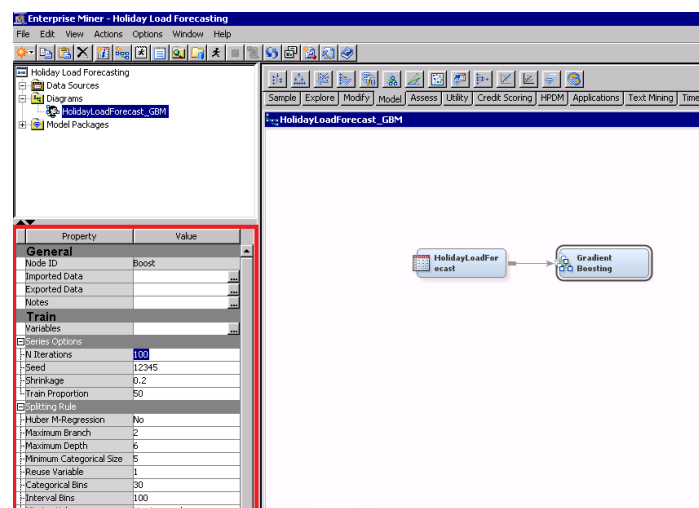 Enterprise Miner - Holiday Load Forecasting
File Edit View Actions Options Window Help
Holiday Load Forecasting
Data Sources
Diagrams
HolidayLoadForecast_GBM
Model Packages
Sample Explore Modify Model Assess Utility Credit Scoring HPDM Applications Text Mining Time
HolidayLoadForecast_GBM
HolidayLoadFor
ecast
Gradient
Boosting
Property Value
General
Node ID Boost
Imported Data ...
Exported Data ...
Notes ...
Train
Variables ...
Series Options
N Iterations 100
Seed 12345
Shrinkage 0.2
Train Proportion 50
Splitting Rule
Huber M-Regression No
Maximum Branch 2
Maximum Depth 6
Minimum Categorical Size 5
Reuse Variable 1
Categorical Bins 30
Interval Bins 100